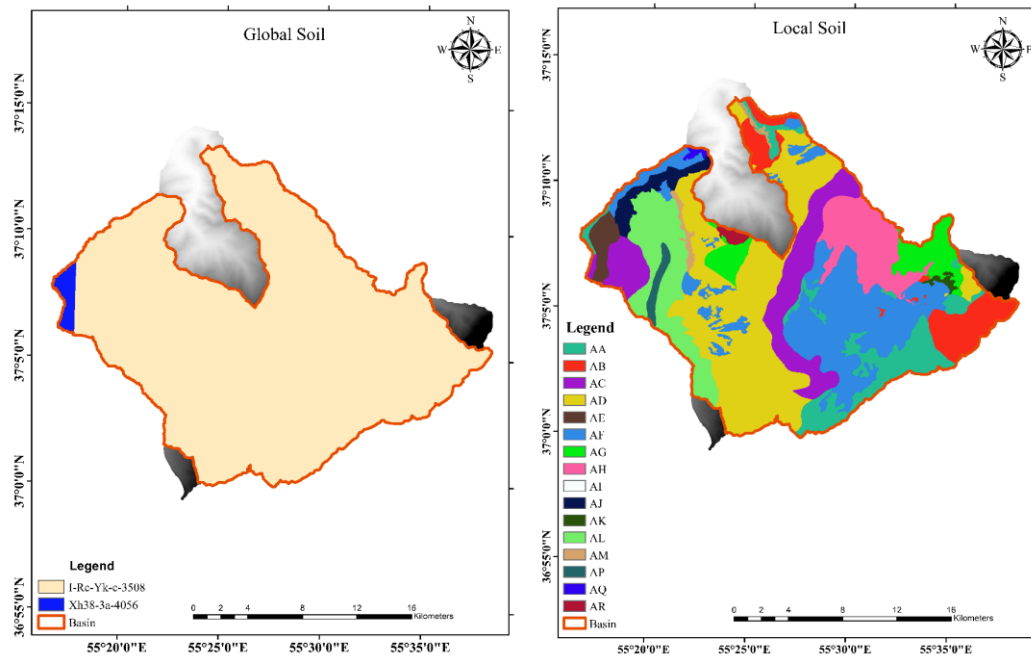 Global Soil
N
W E
S
37°15'0"N
37°10'0"N
37°5'0"N
37°0'0"N
36°55'0"N
Legend
I-Rc-Yk-c-3508
Xh38-3a-4056
Basin
0 2 4 8 12 16
Kilometers
55°20'0"E 55°25'0"E 55°30'0"E 55°35'0"E
Local Soil
N
W E
S
37°15'0"N
37°10'0"N
37°5'0"N
37°0'0"N
36°55'0"N
Legend
AA
AB
AC
AD
AE
AF
AG
AH
AI
AJ
AK
AL
AM
AP
AQ
AR
Basin
0 2 4 8 12 16
Kilometers
55°20'0"E 55°25'0"E 55°30'0"E 55°35'0"E